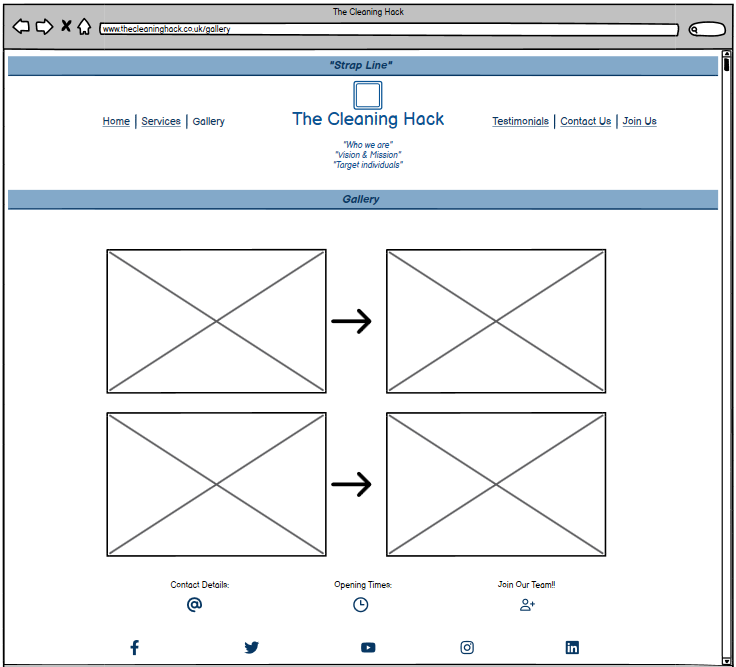 The Cleaning Hack
www.thecleaninghack.co.uk/gallery
"Strap Line"
Home | Services | Gallery
The Cleaning Hack
Testimonials | Contact Us | Join Us
"Who we are"
"Vision & Mission"
"Target individuals"
Gallery
Contact Details: Opening Times: Join Our Team!!